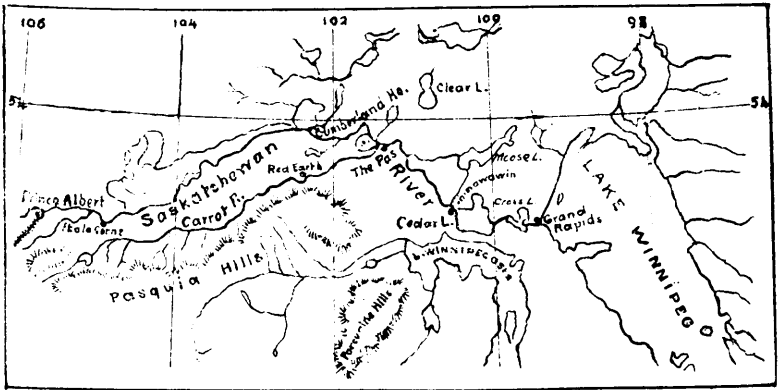 106
104
102
100
98
54
Clear L.
54
Cumberland Ho.
Moose L.
Saskatchewan
River
Red Earth
The Pas
Prince Albert
Carrot R.
Cross L.
Cedar L.
Grand
Rapids
LAKE WINNIPEGO
Pasquia Hills
L. WINNIPEGOSIS
Porcupine Hills